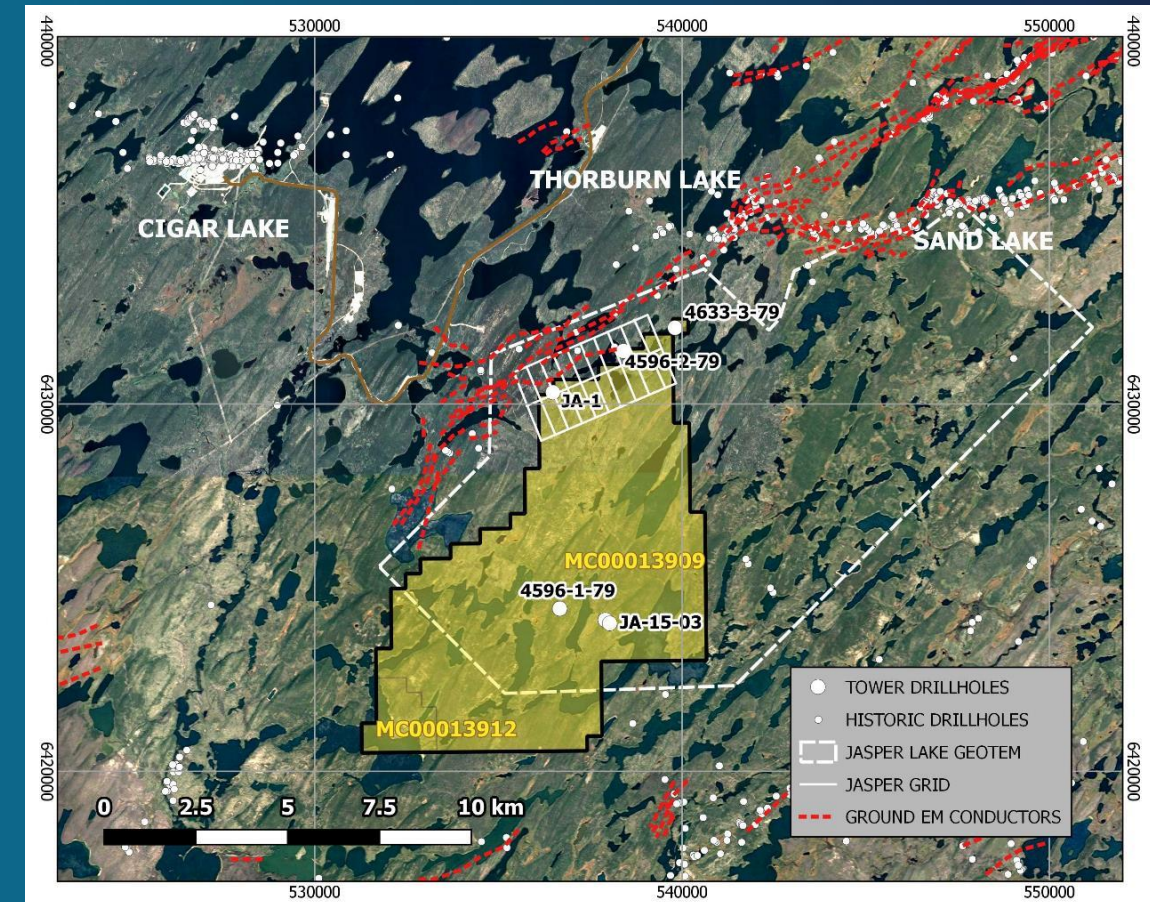 530000
540000
550000
440000
440000
THORBURN LAKE
CIGAR LAKE
SAND LAKE
4633-3-79
4596-2-79
JA-1
6430000
6430000
MC00013909
4596-1-79
JA-15-03
MC00013912
TOWER DRILLHOLES
HISTORIC DRILLHOLES
JASPER LAKE GEOTEM
JASPER GRID
GROUND EM CONDUCTORS
6420000
6420000
0 2.5 5 7.5 10 km
530000
540000
550000